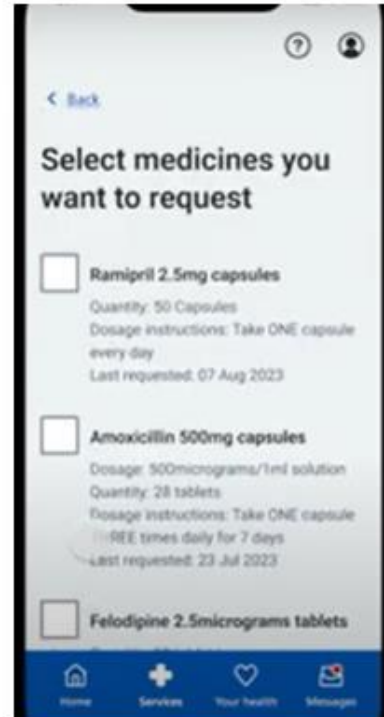 Back
Select medicines you
want to request
Ramipril 2.5mg capsules
Quantity: 50 Capsules
Dosage instructions: Take ONE capsule
every day
Last requested: 07 Aug 2023
Amoxicillin 500mg capsules
Dosage: 500micrograms/1ml solution
Quantity: 28 tablets
Dosage instructions: Take ONE capsule
THREE times daily for 7 days
Last requested: 23 Jul 2023
Felodipine 2.5micrograms tablets
Home Services Your health Messages